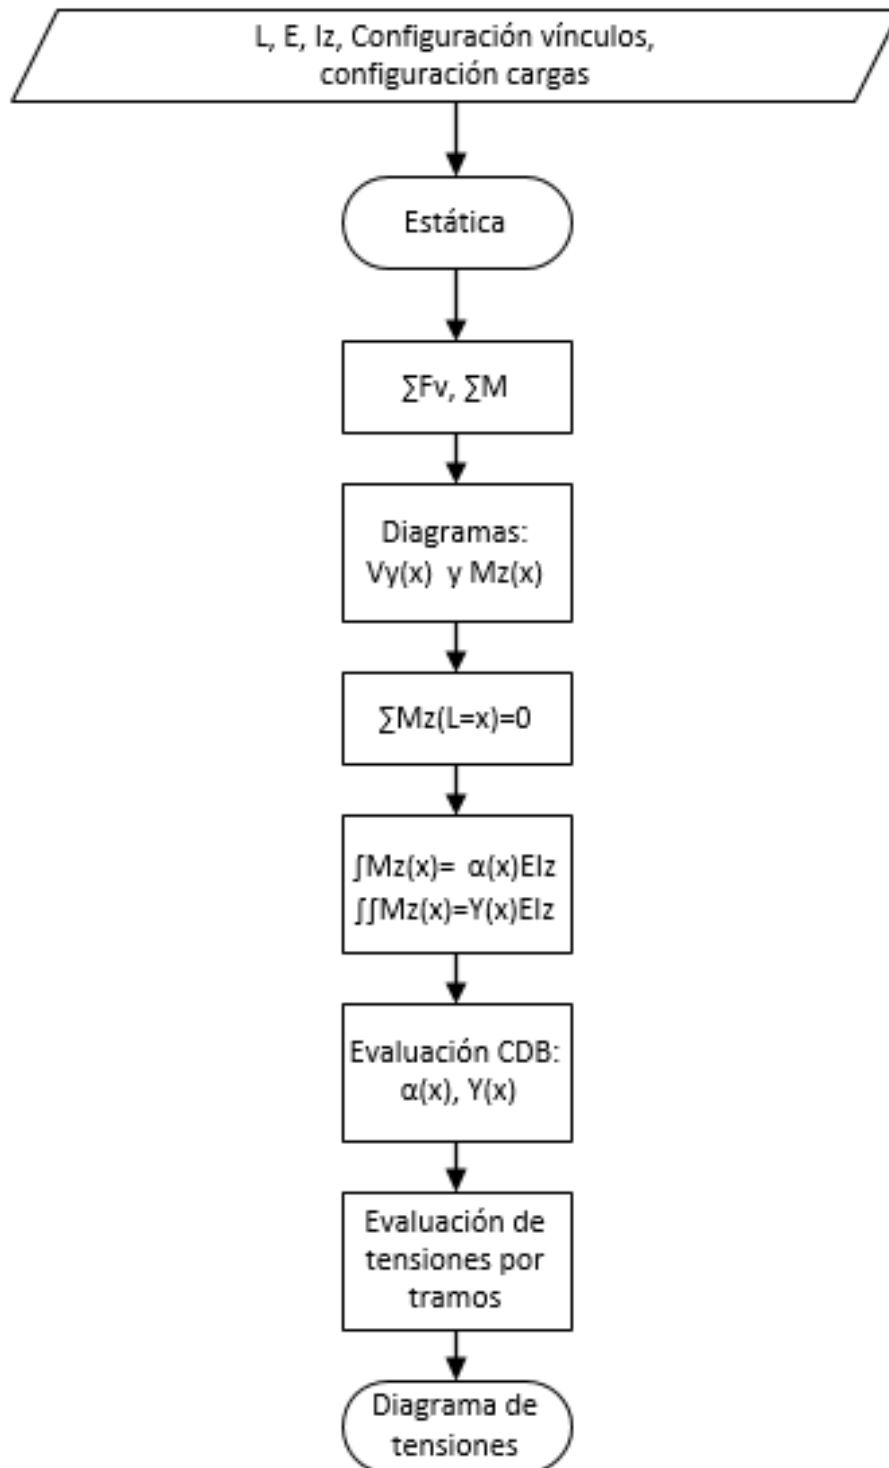 L, E, Iz, Configuración vínculos,
configuración cargas
Estática
∑Fv, ∑M
Diagramas:
Vy(x) y Mz(x)
∑Mz(L=x)=0
∫Mz(x)= α(x)EIz
∫∫Mz(x)=Y(x)EIz
Evaluación CDB:
α(x), Y(x)
Evaluación de
tensiones por
tramos
Diagrama de
tensiones